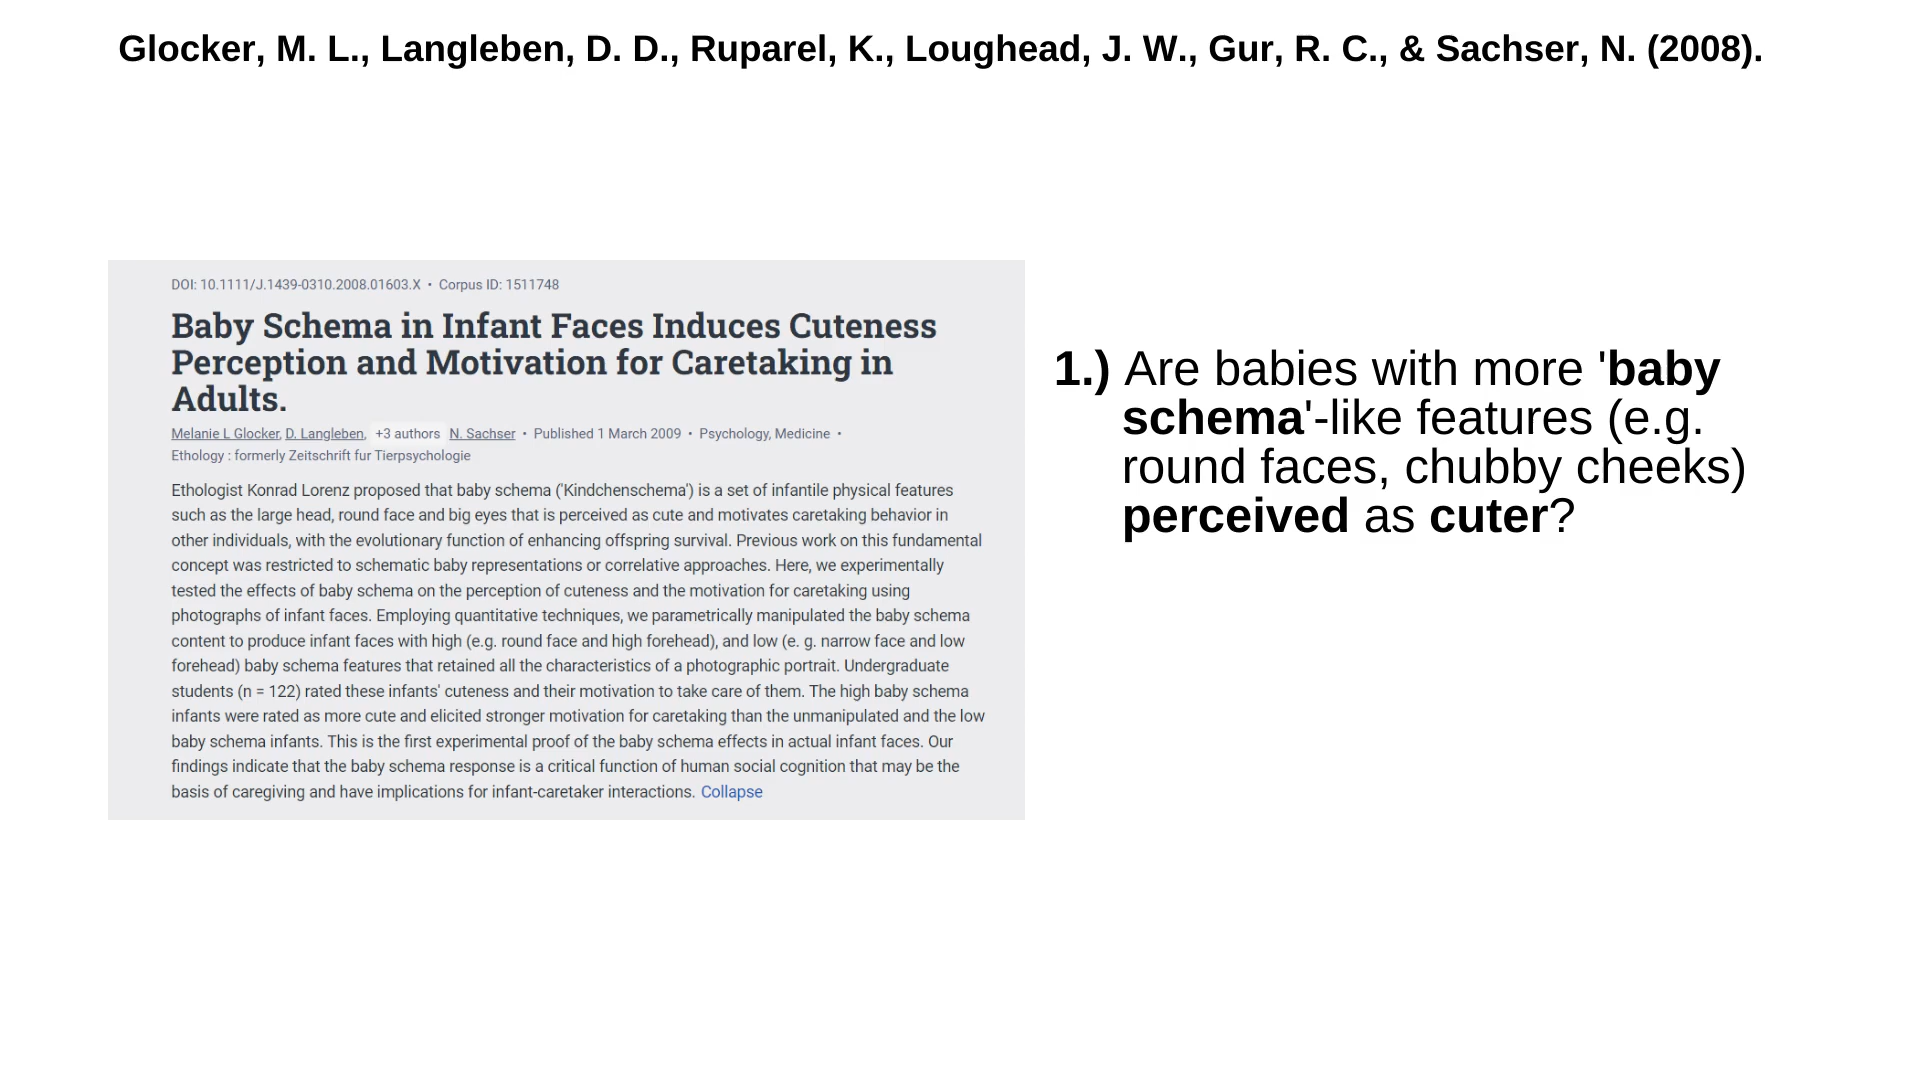 Glocker, M. L., Langleben, D. D., Ruparel, K., Loughead, J. W., Gur, R. C., & Sachser, N. (2008).
DOI: 10.1111/J.1439-0310.2008.01603.X • Corpus ID: 1511748
Baby Schema in Infant Faces Induces Cuteness
Perception and Motivation for Caretaking in
Adults.
Melanie L Glocker, D. Langleben, +3 authors N. Sachser • Published 1 March 2009 • Psychology, Medicine •
Ethology : formerly Zeitschrift fur Tierpsychologie
Ethologist Konrad Lorenz proposed that baby schema ('Kindchenschema') is a set of infantile physical features
such as the large head, round face and big eyes that is perceived as cute and motivates caretaking behavior in
other individuals, with the evolutionary function of enhancing offspring survival. Previous work on this fundamental
concept was restricted to schematic baby representations or correlative approaches. Here, we experimentally
tested the effects of baby schema on the perception of cuteness and the motivation for caretaking using
photographs of infant faces. Employing quantitative techniques, we parametrically manipulated the baby schema
content to produce infant faces with high (e.g. round face and high forehead), and low (e. g. narrow face and low
forehead) baby schema features that retained all the characteristics of a photographic portrait. Undergraduate
students (n = 122) rated these infants' cuteness and their motivation to take care of them. The high baby schema
infants were rated as more cute and elicited stronger motivation for caretaking than the unmanipulated and the low
baby schema infants. This is the first experimental proof of the baby schema effects in actual infant faces. Our
findings indicate that the baby schema response is a critical function of human social cognition that may be the
basis of caregiving and have implications for infant-caretaker interactions. Collapse
1.) Are babies with more 'baby
schema'-like features (e.g.
round faces, chubby cheeks)
perceived as cuter?